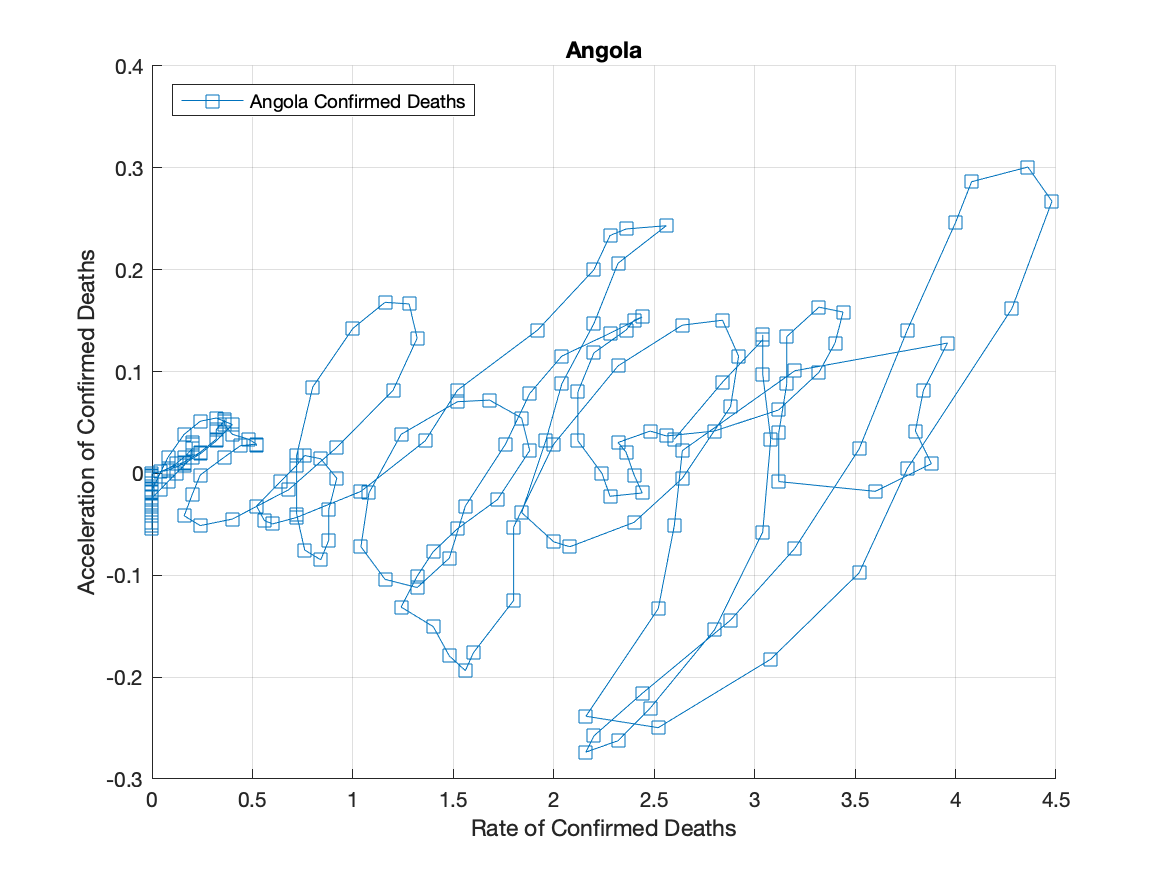 Angola
Angola Confirmed Deaths
0.4
0.3
0.2
0.1
0
-0.1
-0.2
-0.3
Acceleration of Confirmed Deaths
0 0.5 1 1.5 2 2.5 3 3.5 4 4.5
Rate of Confirmed Deaths